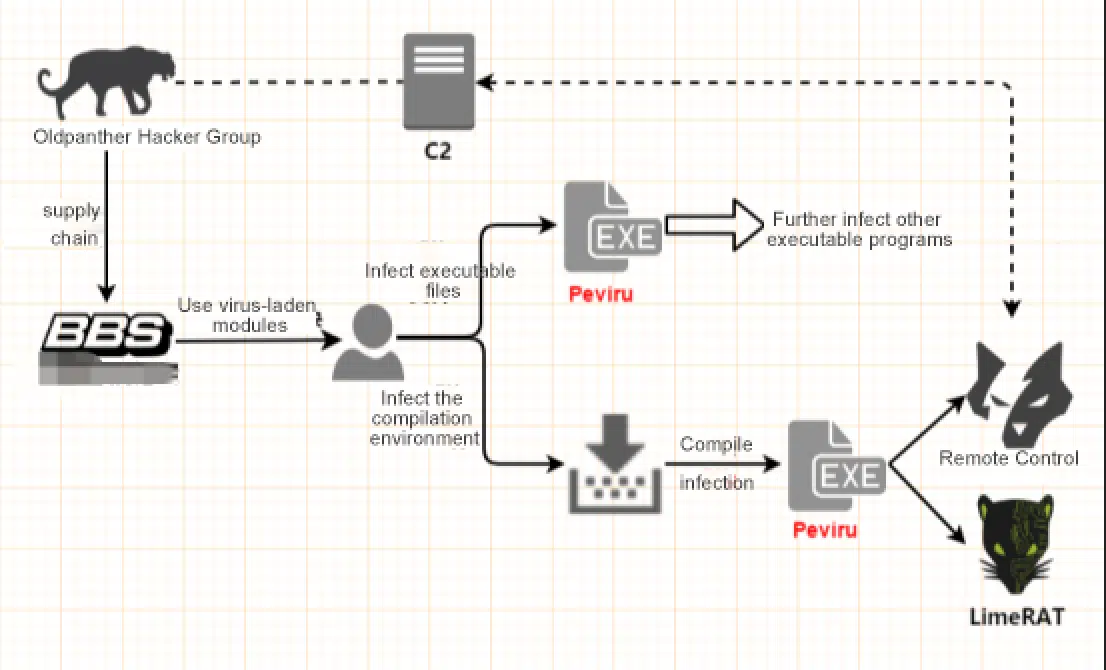 Oldpanther Hacker Group
C2
supply
chain
BBS
Use virus-laden
modules
Infect executable
files
EXE
Peviru
Further infect other
executable programs
Infect the
compilation
environment
Compile
infection
EXE
Peviru
Remote Control
LimeRAT